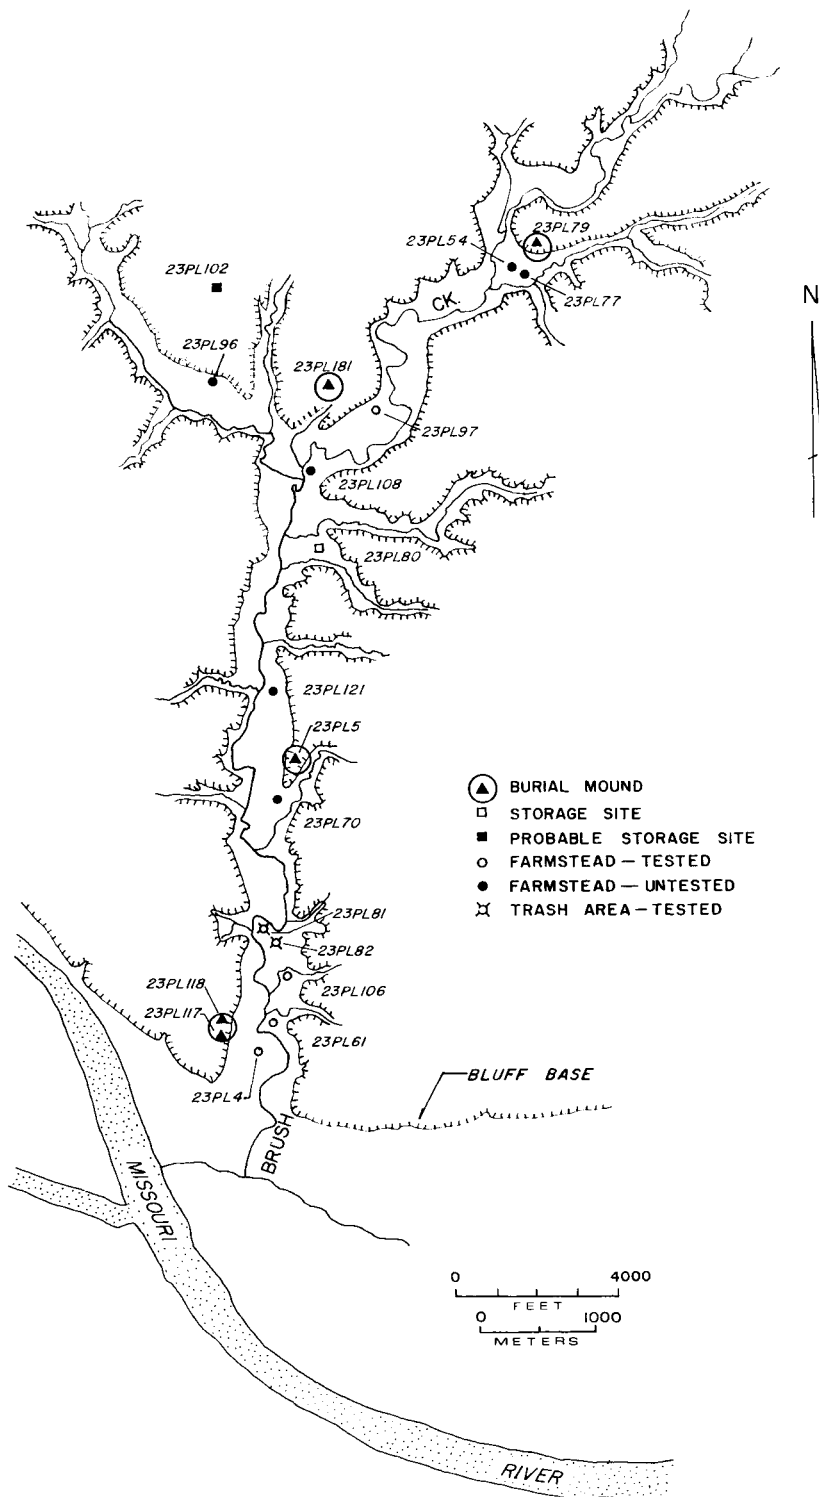 23PL79
23PL54
23PL102
CK.
23PL77
N
23PL96
23PL181
23PL97
23PL108
23PL80
23PL121
23PL5
BURIAL MOUND
STORAGE SITE
23PL70
PROBABLE STORAGE SITE
FARMSTEAD — TESTED
FARMSTEAD — UNTESTED
TRASH AREA — TESTED
23PL81
23PL82
23PL118
23PL106
23PL117
23PL61
BLUFF BASE
23PL4
BRUSH
MISSOURI
0 4000
FEET
0 1000
METERS
RIVER